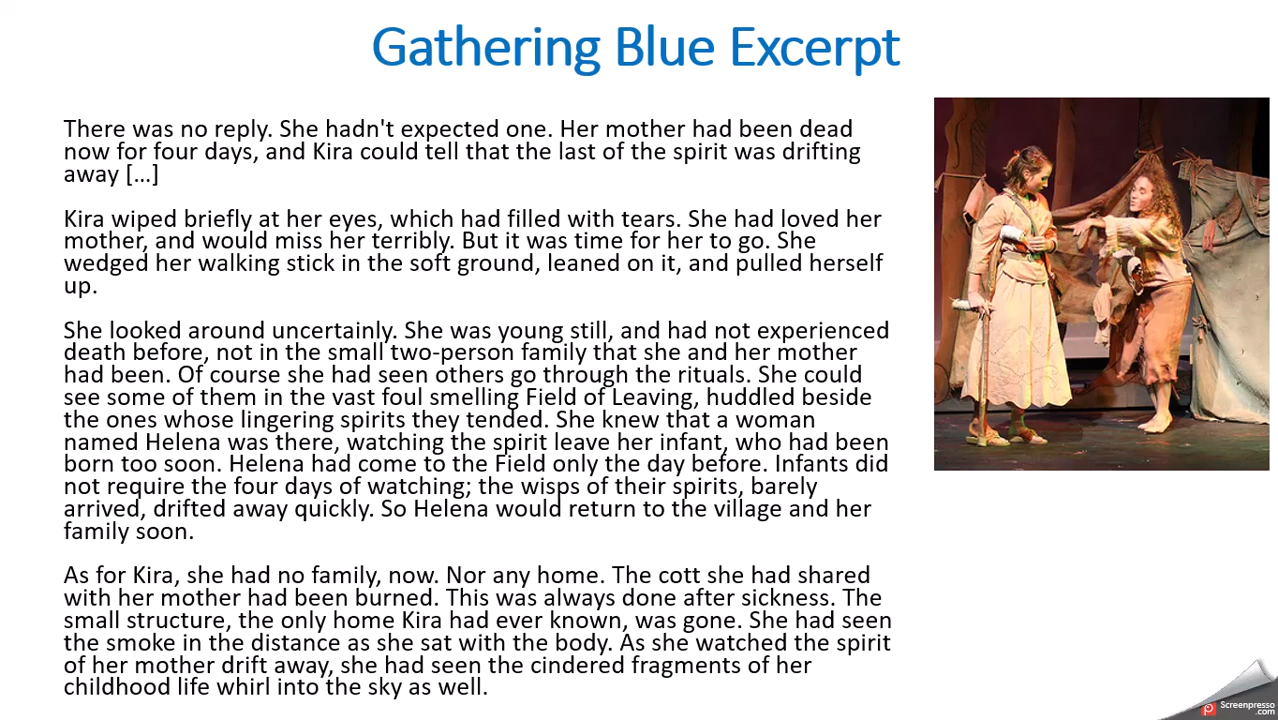 Gathering Blue Excerpt
There was no reply. She hadn't expected one. Her mother had been dead
now for four days, and Kira could tell that the last of the spirit was drifting
away [...]
Kira wiped briefly at her eyes, which had filled with tears. She had loved her
mother, and would miss her terribly. But it was time for her to go. She
wedged her walking stick in the soft ground, leaned on it, and pulled herself
up.
She looked around uncertainly. She was young still, and had not experienced
death before, not in the small two-person family that she and her mother
had been. Of course she had seen others go through the rituals. She could
see some of them in the vast foul smelling Field of Leaving, huddled beside
the ones whose lingering spirits they tended. She knew that a woman
named Helena was there, watching the spirit leave her infant, who had been
born too soon. Helena had come to the Field only the day before. Infants did
not require the four days of watching; the wisps of their spirits, barely
arrived, drifted away quickly. So Helena would return to the village and her
family soon.
As for Kira, she had no family, now. Nor any home. The cott she had shared
with her mother had been burned. This was always done after sickness. The
small structure, the only home Kira had ever known, was gone. She had seen
the smoke in the distance as she sat with the body. As she watched the spirit
of her mother drift away, she had seen the cindered fragments of her
childhood life whirl into the sky as well.
Screenpresso
.com